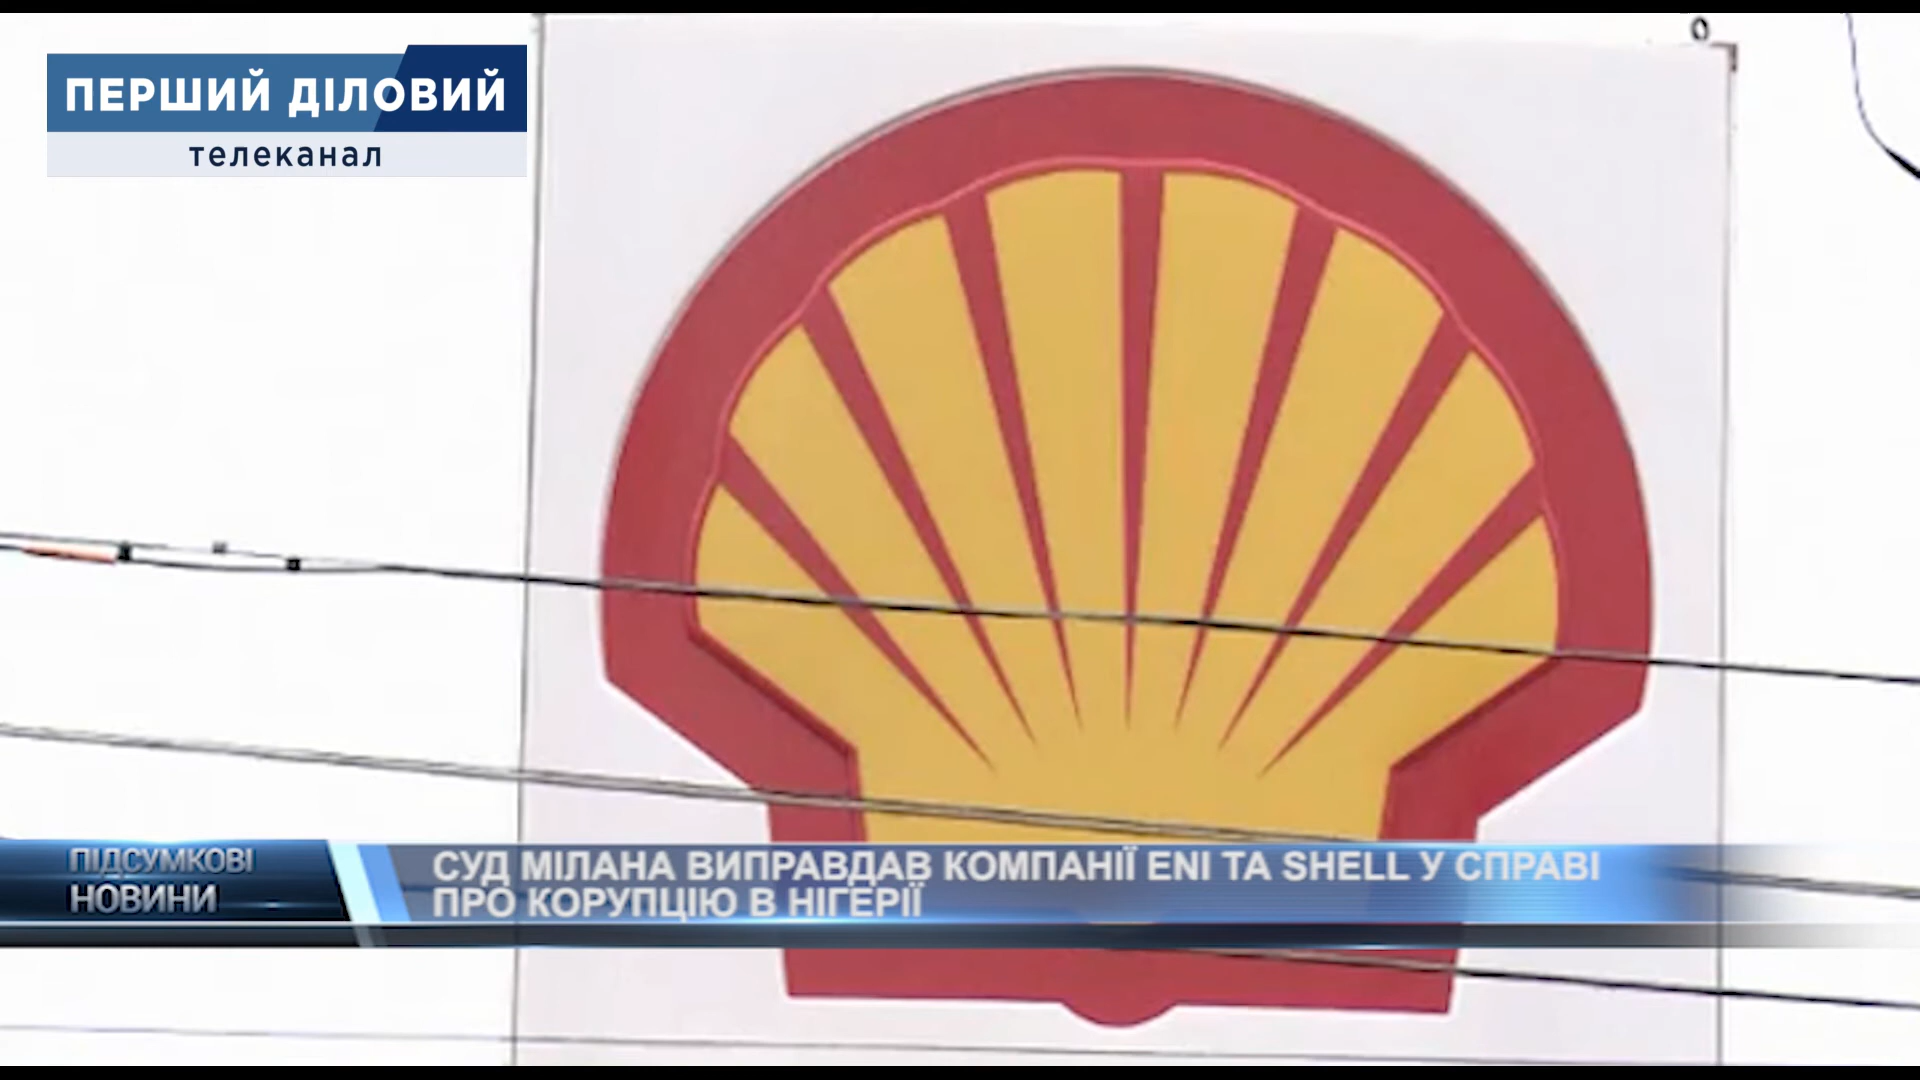 ПЕРШИЙ ДІЛОВИЙ
телеканал
ПІДСУМКОВІ
НОВИНИ
СУД МІЛАНА ВИПРАВДАВ КОМПАНІЇ ENI ТА SHELL У СПРАВІ
ПРО КОРУПЦІЮ В НІГЕРІЇ